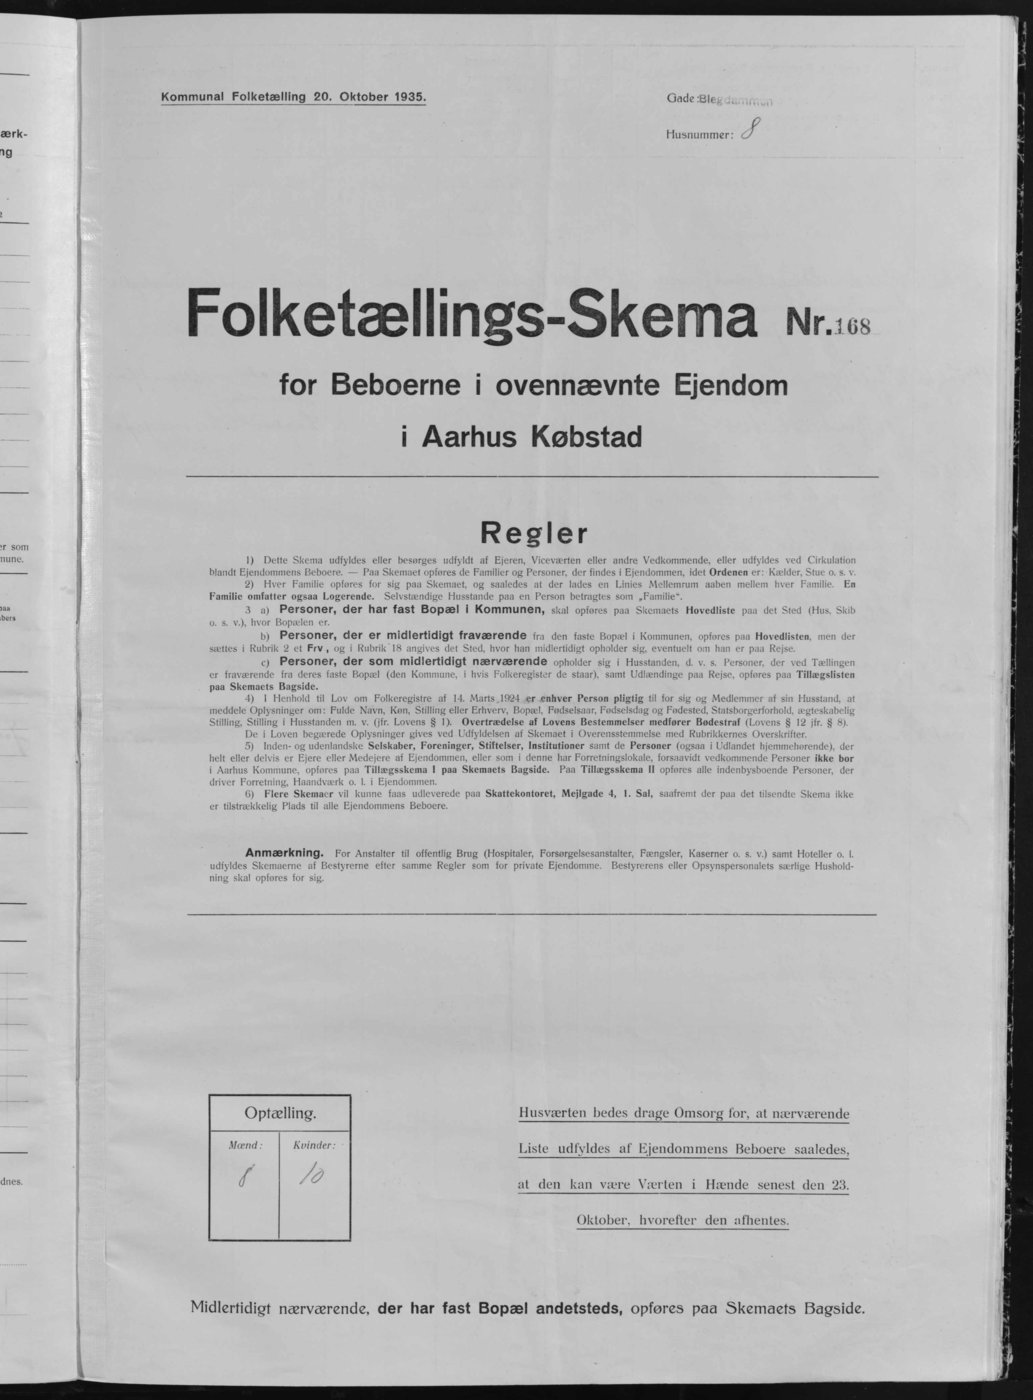 Kommunal Folketælling 20. Oktober 1935.
Gade: Blegdammen
Husnummer: 8
Folketællings-Skema Nr. 168
for Beboerne i ovennævnte Ejendom
i Aarhus Købstad
Regler
1) Dette Skema udfyldes eller besørges udfyldt af Ejeren, Viceværten eller andre Vedkommende, eller udfyldes ved Cirkulation
blandt Ejendommens Beboere. — Paa Skemaet opføres de Familier og Personer, der findes i Ejendommen, idet Ordenen er: Kælder, Stue o. s. v.
2) Hver Familie opføres for sig paa Skemaet, og saaledes at der lades en Linies Mellemrum aaben mellem hver Familie. En
Familie omfatter ogsaa Logerende. Selvstændige Husstande paa en Person betragtes som „Familie“.
3 a) Personer, der har fast Bopæl i Kommunen, skal opføres paa Skemaets Hovedliste paa det Sted (Hus, Skib
o. s. v.), hvor Bopælen er.
b) Personer, der er midlertidigt fraværende fra den faste Bopæl i Kommunen, opføres paa Hovedlisten, men der
sættes i Rubrik 2 et Frv., og i Rubrik 18 angives det Sted, hvor han midlertidigt opholder sig, eventuelt om han er paa Rejse.
c) Personer, der som midlertidigt nærværende opholder sig i Husstanden, d. v. s. Personer, der ved Tællingen
er fraværende fra deres faste Bopæl (den Kommune, i hvis Folkeregister de staar), samt Udlændinge paa Rejse, opføres paa Tillægslisten
paa Skemaets Bagside.
4) I Henhold til Lov om Folkeregistre af 14. Marts 1924 er enhver Person pligtig til for sig og Medlemmer af sin Husstand, at
meddele Oplysninger om: Fulde Navn, Køn, Stilling eller Erhverv, Bopæl, Fødselsaar, Fødselsdag og Fødested, Statsborgerforhold, ægteskabelig
Stilling, Stilling i Husstanden m. v. (jfr. Lovens § 1). Overtrædelse af Lovens Bestemmelser medfører Bødestraf (Lovens § 12 jfr. § 8).
De i Loven begærede Oplysninger gives ved Udfyldelsen af Skemaet i Overensstemmelse med Rubrikkernes Overskrifter.
5) Inden- og udenlandske Selskaber, Foreninger, Stiftelser, Institutioner samt de Personer (ogsaa i Udlandet hjemmehørende), der
helt eller delvis er Ejere eller Medejere af Ejendommen, eller som i denne har Forretningslokale, forsaavidt vedkommende Personer ikke bor
i Aarhus Kommune, opføres paa Tillægsskema I paa Skemaets Bagside. Paa Tillægsskema II opføres alle indenbysboende Personer, der
driver Forretning, Haandværk o. l. i Ejendommen.
6) Flere Skemaer vil kunne faas udleverede paa Skattekontoret, Mejlgade 4, 1. Sal, saafremt der paa det tilsendte Skema ikke
er tilstrækkelig Plads til alle Ejendommens Beboere.
Anmærkning. For Anstalter til offentlig Brug (Hospitaler, Forsørgelsesanstalter, Fængsler, Kaserner o. s. v.) samt Hoteller o. l.
udfyldes Skemaerne af Bestyrerne efter samme Regler som for private Ejendomme. Bestyrerens eller Opsynspersonalets særlige Hushold-
ning skal opføres for sig.
Optælling.
Mænd: Kvinder:
8 10
Husværten bedes drage Omsorg for, at nærværende
Liste udfyldes af Ejendommens Beboere saaledes,
at den kan være Værten i Hænde senest den 23.
Oktober, hvorefter den afhentes.
Midlertidigt nærværende, der har fast Bopæl andetsteds, opføres paa Skemaets Bagside.